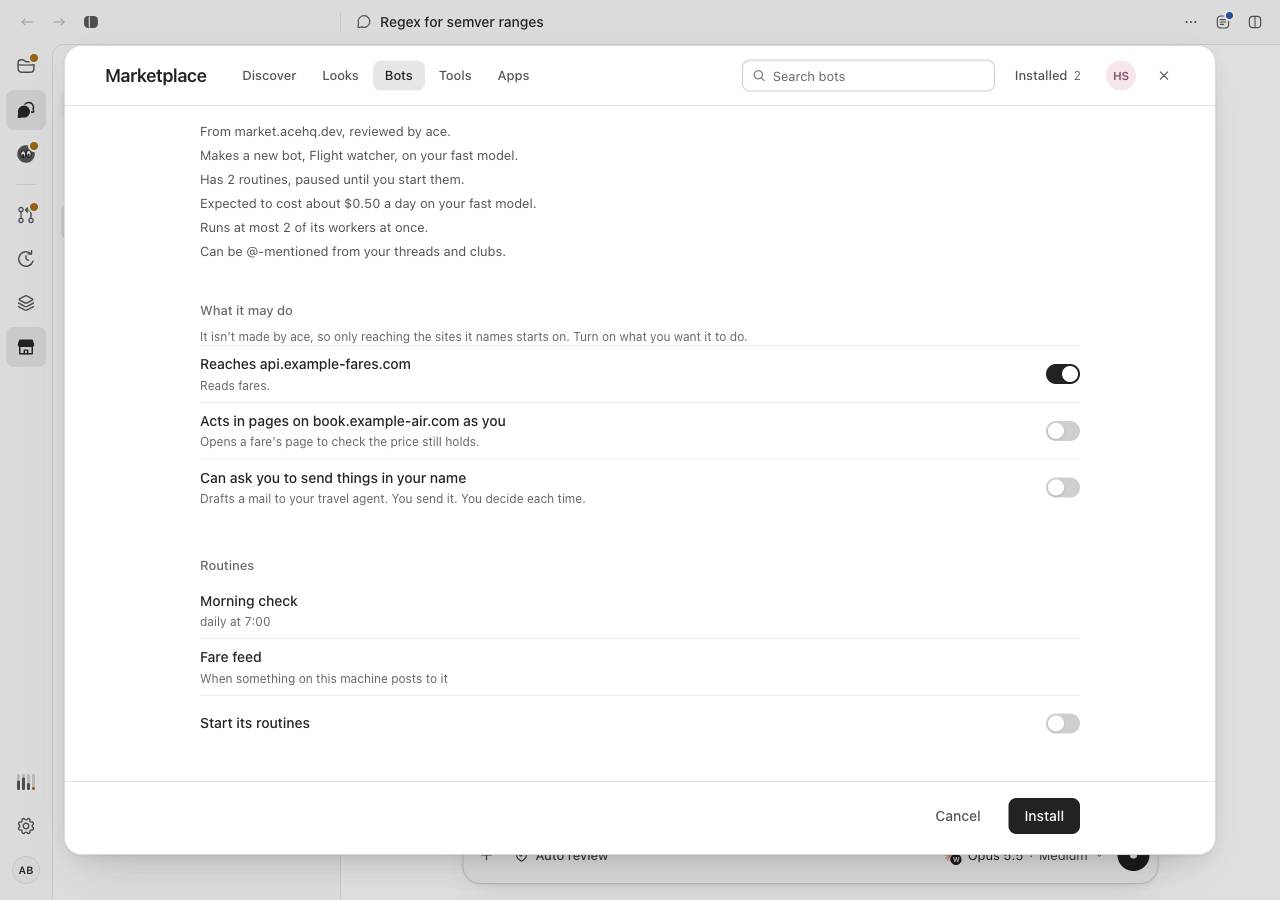 Regex for semver ranges
Marketplace
Discover
Looks
Bots
Tools
Apps
Search bots
Installed 2
HS
From market.acehq.dev, reviewed by ace.
Makes a new bot, Flight watcher, on your fast model.
Has 2 routines, paused until you start them.
Expected to cost about $0.50 a day on your fast model.
Runs at most 2 of its workers at once.
Can be @-mentioned from your threads and clubs.
What it may do
It isn't made by ace, so only reaching the sites it names starts on. Turn on what you want it to do.
Reaches api.example-fares.com
Reads fares.
Acts in pages on book.example-air.com as you
Opens a fare's page to check the price still holds.
Can ask you to send things in your name
Drafts a mail to your travel agent. You send it. You decide each time.
Routines
Morning check
daily at 7:00
Fare feed
When something on this machine posts to it
Start its routines
Cancel
Install
Auto review
W
Opus 5.5 · Medium
AB